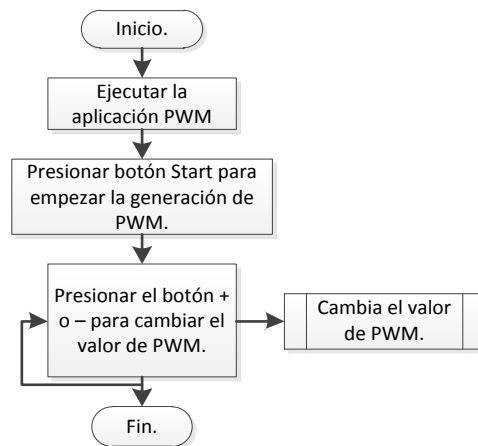 Inicio.
Ejecutar la
aplicación PWM
Presionar botón Start para
empezar la generación de
PWM.
Presionar el botón +
o – para cambiar el
valor de PWM.
Cambia el valor
de PWM.
Fin.